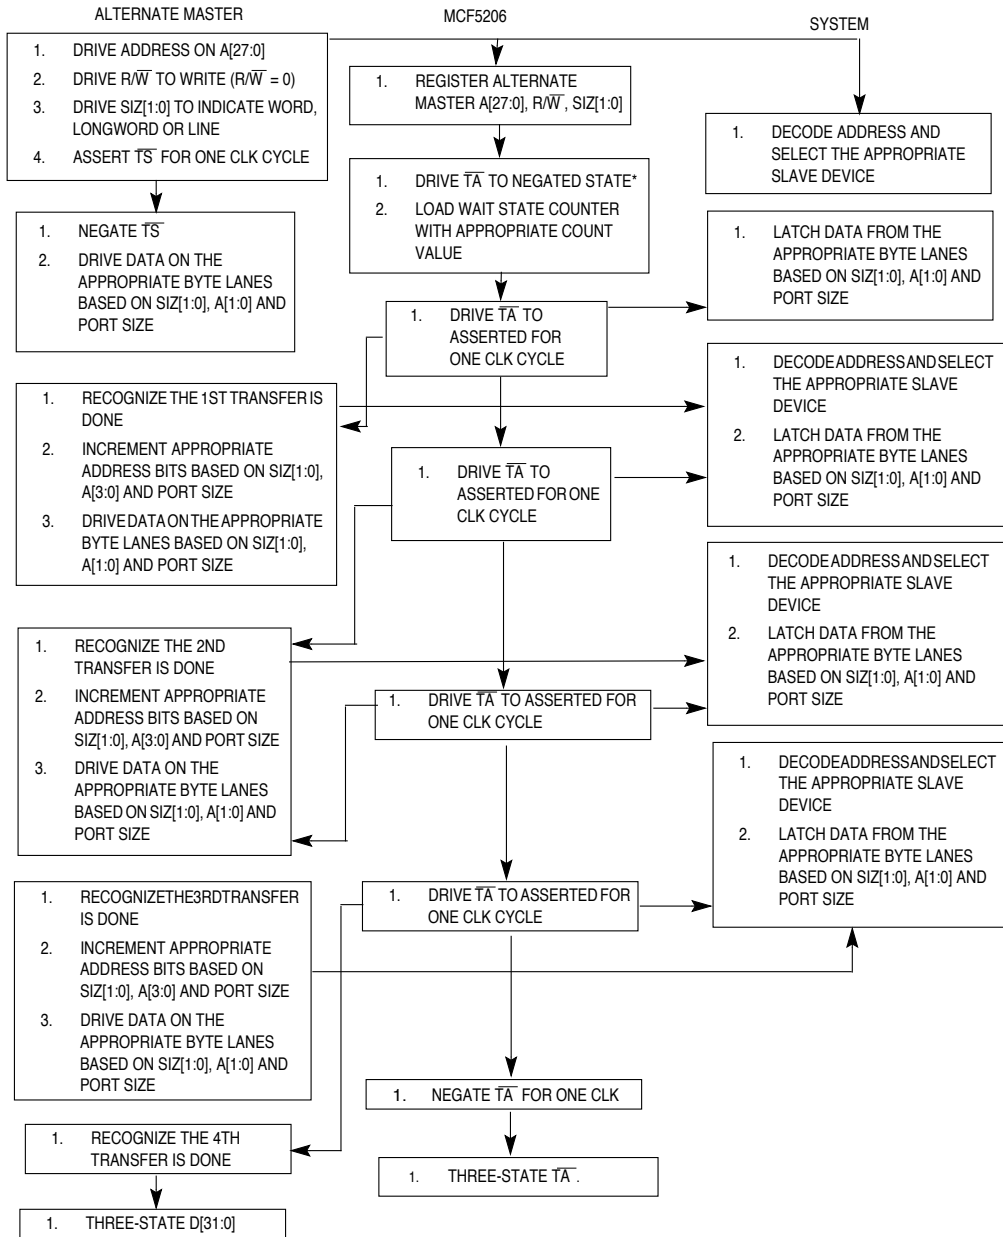 ALTERNATE MASTER
MCF5206
SYSTEM
1. DRIVE ADDRESS ON A[27:0]
2. DRIVE R/W̅ TO WRITE (R/W̅ = 0)
3. DRIVE SIZ[1:0] TO INDICATE WORD,
LONGWORD OR LINE
4. ASSERT T̅S̅ FOR ONE CLK CYCLE
1. REGISTER ALTERNATE
MASTER A[27:0], R/W̅, SIZ[1:0]
1. DECODE ADDRESS AND
SELECT THE APPROPRIATE
SLAVE DEVICE
1. DRIVE T̅A̅ TO NEGATED STATE*
2. LOAD WAIT STATE COUNTER
WITH APPROPRIATE COUNT
VALUE
1. NEGATE T̅S̅
2. DRIVE DATA ON THE
APPROPRIATE BYTE LANES
BASED ON SIZ[1:0], A[1:0] AND
PORT SIZE
1. LATCH DATA FROM THE
APPROPRIATE BYTE LANES
BASED ON SIZ[1:0], A[1:0] AND
PORT SIZE
1. DRIVE T̅A̅ TO
ASSERTED FOR
ONE CLK CYCLE
1. RECOGNIZE THE 1ST TRANSFER IS
DONE
2. INCREMENT APPROPRIATE
ADDRESS BITS BASED ON SIZ[1:0],
A[3:0] AND PORT SIZE
3. DRIVE DATA ON THE APPROPRIATE
BYTE LANES BASED ON SIZ[1:0],
A[1:0] AND PORT SIZE
1. DECODE ADDRESS AND SELECT
THE APPROPRIATE SLAVE
DEVICE
2. LATCH DATA FROM THE
APPROPRIATE BYTE LANES
BASED ON SIZ[1:0], A[1:0] AND
PORT SIZE
1. DRIVE T̅A̅ TO
ASSERTED FOR ONE
CLK CYCLE
1. DECODE ADDRESS AND SELECT
THE APPROPRIATE SLAVE
DEVICE
2. LATCH DATA FROM THE
APPROPRIATE BYTE LANES
BASED ON SIZ[1:0], A[1:0] AND
PORT SIZE
1. RECOGNIZE THE 2ND
TRANSFER IS DONE
2. INCREMENT APPROPRIATE
ADDRESS BITS BASED ON
SIZ[1:0], A[3:0] AND PORT SIZE
3. DRIVE DATA ON THE
APPROPRIATE BYTE LANES
BASED ON SIZ[1:0], A[1:0] AND
PORT SIZE
1. DRIVE T̅A̅ TO ASSERTED FOR
ONE CLK CYCLE
1. DECODE ADDRESS AND SELECT
THE APPROPRIATE SLAVE
DEVICE
2. LATCH DATA FROM THE
APPROPRIATE BYTE LANES
BASED ON SIZ[1:0], A[1:0] AND
PORT SIZE
1. DRIVE T̅A̅ TO ASSERTED FOR
ONE CLK CYCLE
1. RECOGNIZE THE 3RD TRANSFER
IS DONE
2. INCREMENT APPROPRIATE
ADDRESS BITS BASED ON
SIZ[1:0], A[3:0] AND PORT SIZE
3. DRIVE DATA ON THE
APPROPRIATE BYTE LANES
BASED ON SIZ[1:0], A[1:0] AND
PORT SIZE
1. NEGATE T̅A̅ FOR ONE CLK
1. RECOGNIZE THE 4TH
TRANSFER IS DONE
1. THREE-STATE T̅A̅ .
1. THREE-STATE D[31:0]